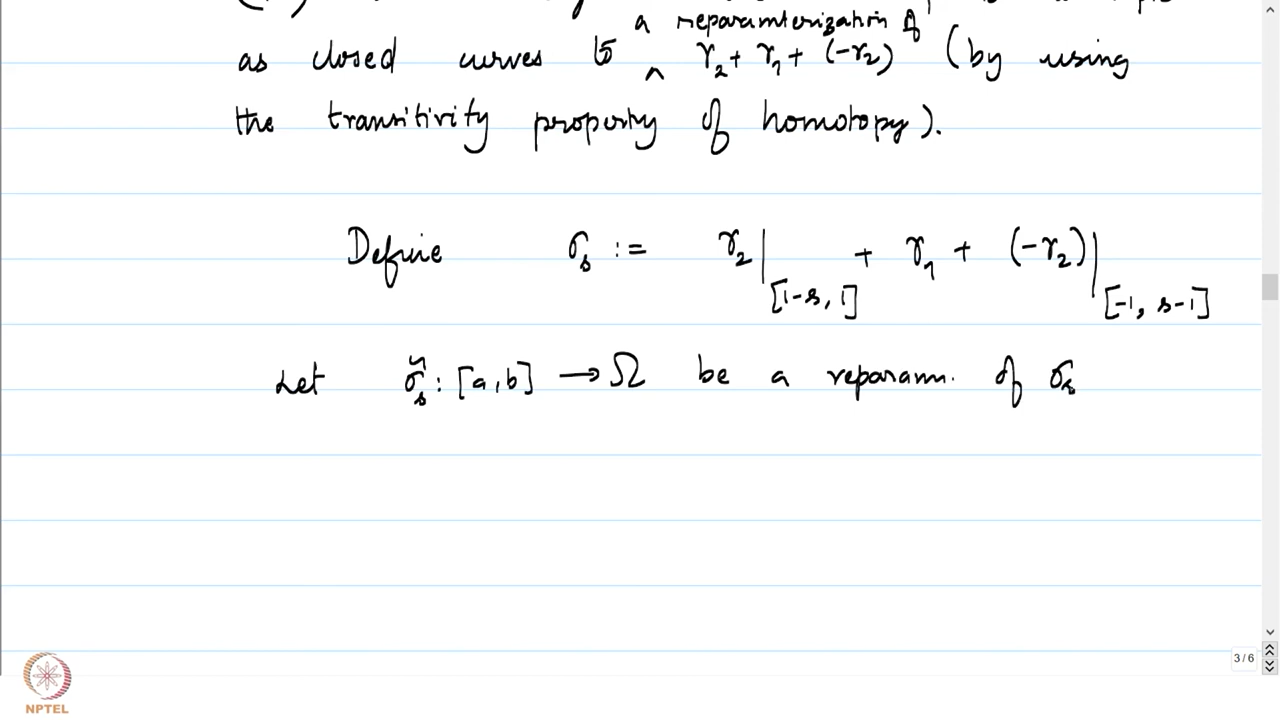 a reparamterization of
as closed curves to ‸ γ₂ + γ₁ + (-γ₂) (by using
the transitivity property of homotopy).
Define σₛ := γ₂|[1-s, 1] + γ₁ + (-γ₂)|[-1, s-1]
Let σ̃ₛ : [a, b] → Ω be a reparam. of σₛ
3 / 6
NPTEL